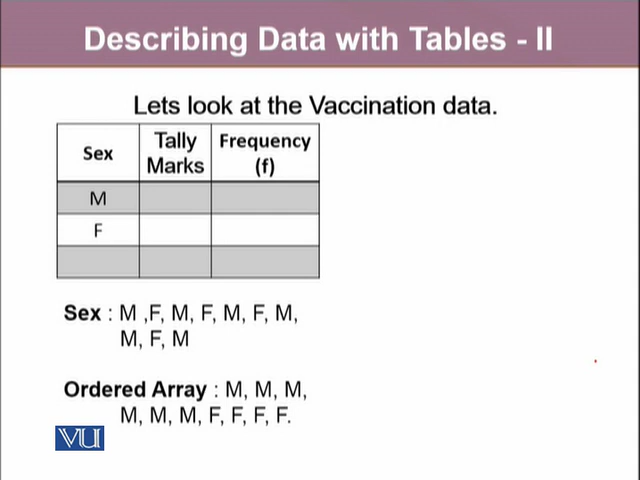 Describing Data with Tables - II
Lets look at the Vaccination data.
Sex Tally Marks Frequency (f)
M
F
Sex : M ,F, M, F, M, F, M,
M, F, M
Ordered Array : M, M, M,
M, M, M, F, F, F, F.
VU